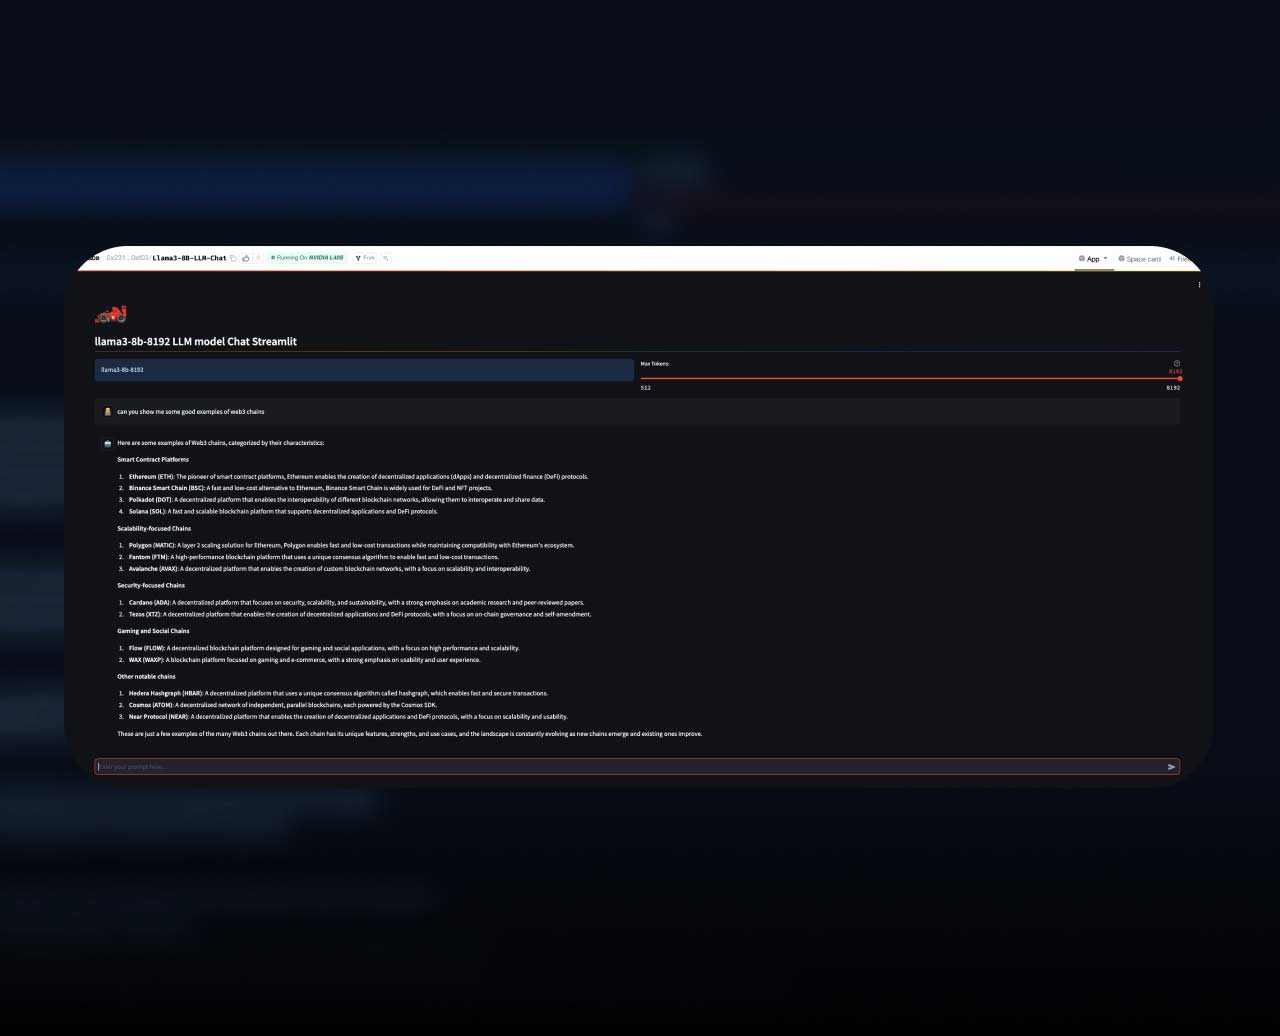 0x231...0ef03/Llama3-8B-LLM-Chat
0
Running On NVIDIA L40S
Fork
App
Space card
llama3-8b-8192 LLM model Chat Streamlit
llama3-8b-8192
Max Tokens:
8192
512
8192
can you show me some good examples of web3 chains
Here are some examples of Web3 chains, categorized by their characteristics:
Smart Contract Platforms
1. Ethereum (ETH): The pioneer of smart contract platforms, Ethereum enables the creation of decentralized applications (dApps) and decentralized finance (DeFi) protocols.
2. Binance Smart Chain (BSC): A fast and low-cost alternative to Ethereum, Binance Smart Chain is widely used for DeFi and NFT projects.
3. Polkadot (DOT): A decentralized platform that enables the interoperability of different blockchain networks, allowing them to interoperate and share data.
4. Solana (SOL): A fast and scalable blockchain platform that supports decentralized applications and DeFi protocols.
Scalability-focused Chains
1. Polygon (MATIC): A layer 2 scaling solution for Ethereum, Polygon enables fast and low-cost transactions while maintaining compatibility with Ethereum's ecosystem.
2. Fantom (FTM): A high-performance blockchain platform that uses a unique consensus algorithm to enable fast and low-cost transactions.
3. Avalanche (AVAX): A decentralized platform that enables the creation of custom blockchain networks, with a focus on scalability and interoperability.
Security-focused Chains
1. Cardano (ADA): A decentralized platform that focuses on security, scalability, and sustainability, with a strong emphasis on academic research and peer-reviewed papers.
2. Tezos (XTZ): A decentralized platform that enables the creation of decentralized applications and DeFi protocols, with a focus on on-chain governance and self-amendment.
Gaming and Social Chains
1. Flow (FLOW): A decentralized blockchain platform designed for gaming and social applications, with a focus on high performance and scalability.
2. WAX (WAXP): A blockchain platform focused on gaming and e-commerce, with a strong emphasis on usability and user experience.
Other notable chains
1. Hedera Hashgraph (HBAR): A decentralized platform that uses a unique consensus algorithm called hashgraph, which enables fast and secure transactions.
2. Cosmos (ATOM): A decentralized network of independent, parallel blockchains, each powered by the Cosmos SDK.
3. Near Protocol (NEAR): A decentralized platform that enables the creation of decentralized applications and DeFi protocols, with a focus on scalability and usability.
These are just a few examples of the many Web3 chains out there. Each chain has its unique features, strengths, and use cases, and the landscape is constantly evolving as new chains emerge and existing ones improve.
Enter your prompt here...